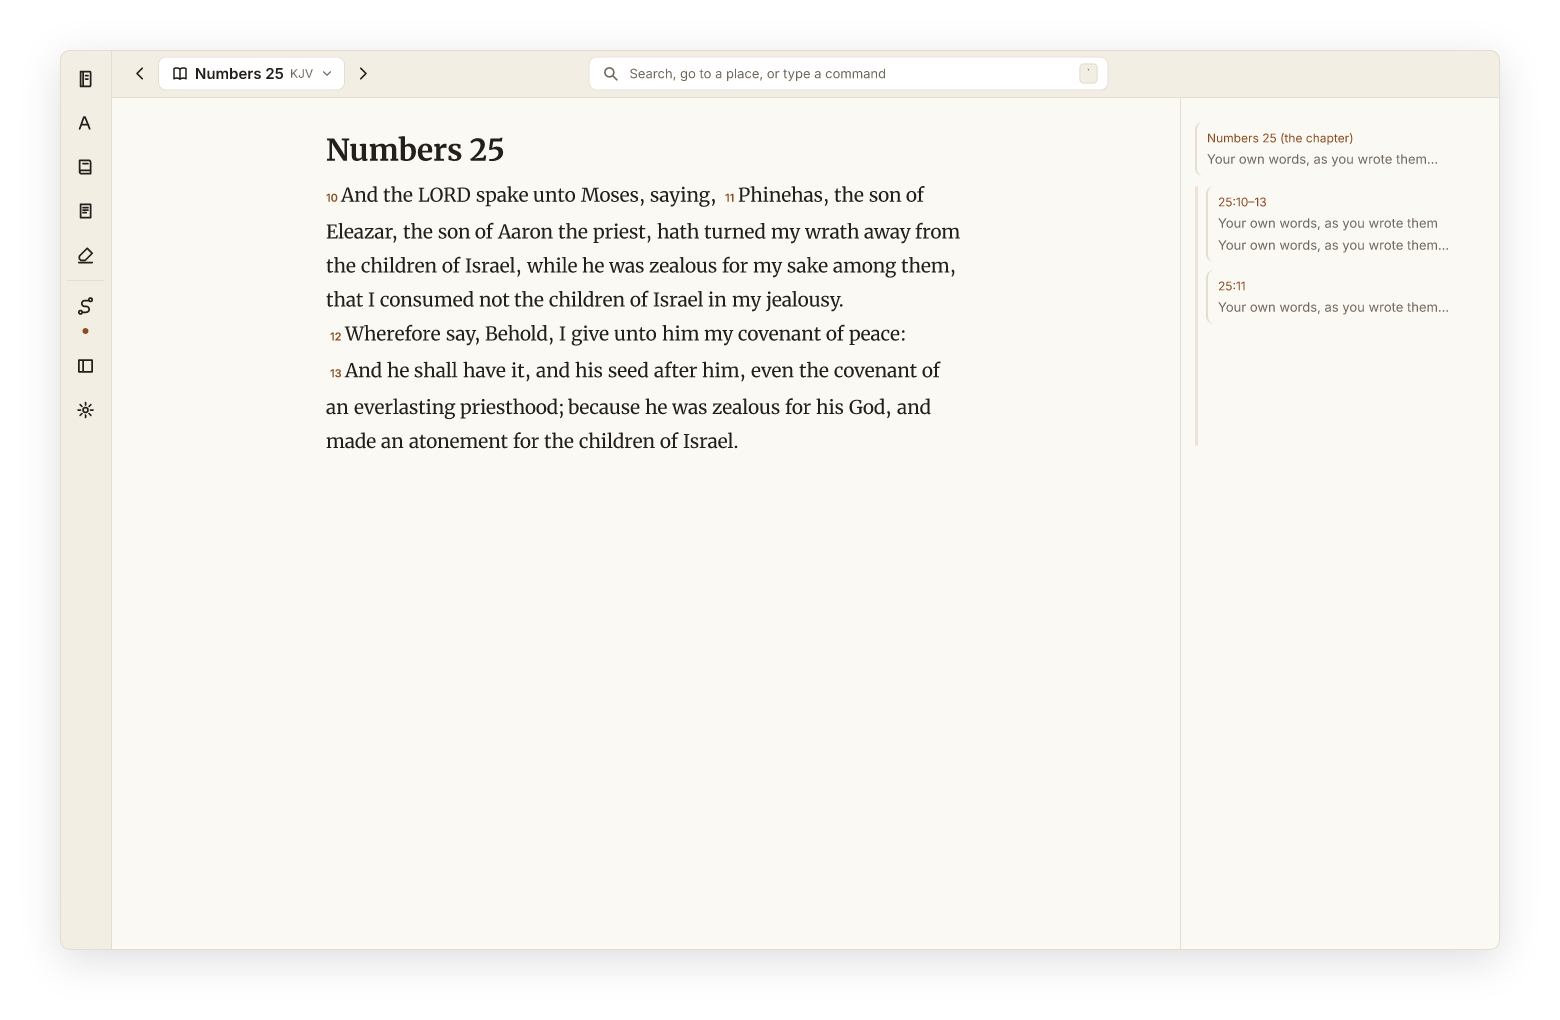 Numbers 25 KJV
Search, go to a place, or type a command
Numbers 25
10 And the LORD spake unto Moses, saying, 11 Phinehas, the son of
Eleazar, the son of Aaron the priest, hath turned my wrath away from
the children of Israel, while he was zealous for my sake among them,
that I consumed not the children of Israel in my jealousy.
12 Wherefore say, Behold, I give unto him my covenant of peace:
13 And he shall have it, and his seed after him, even the covenant of
an everlasting priesthood; because he was zealous for his God, and
made an atonement for the children of Israel.
Numbers 25 (the chapter)
Your own words, as you wrote them...
25:10–13
Your own words, as you wrote them
Your own words, as you wrote them...
25:11
Your own words, as you wrote them...